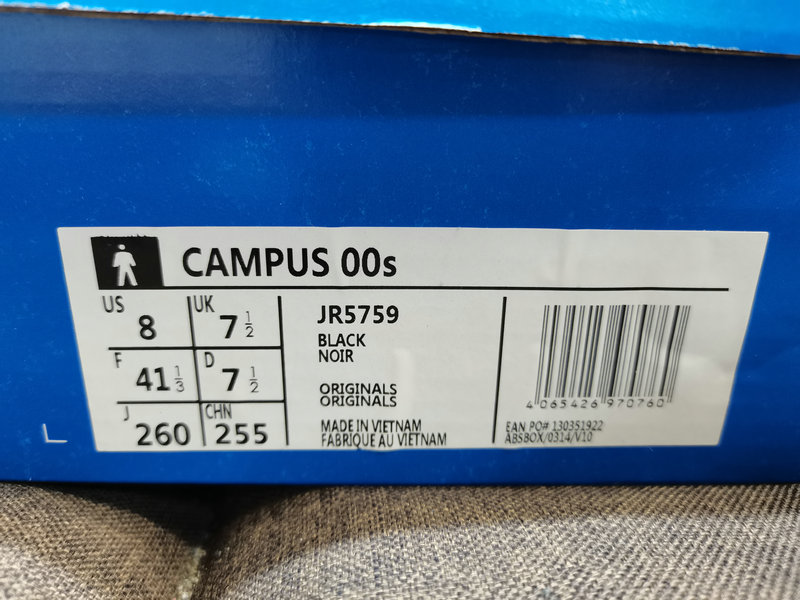 CAMPUS 00s
US 8 UK 7 1/2
F 41 1/3 D 7 1/2
J 260 CHN 255
JR5759
BLACK
NOIR
ORIGINALS
ORIGINALS
MADE IN VIETNAM
FABRIQUE AU VIETNAM
4 065426 970760
EAN PO# 130351922
ABSBOX/0314/V10